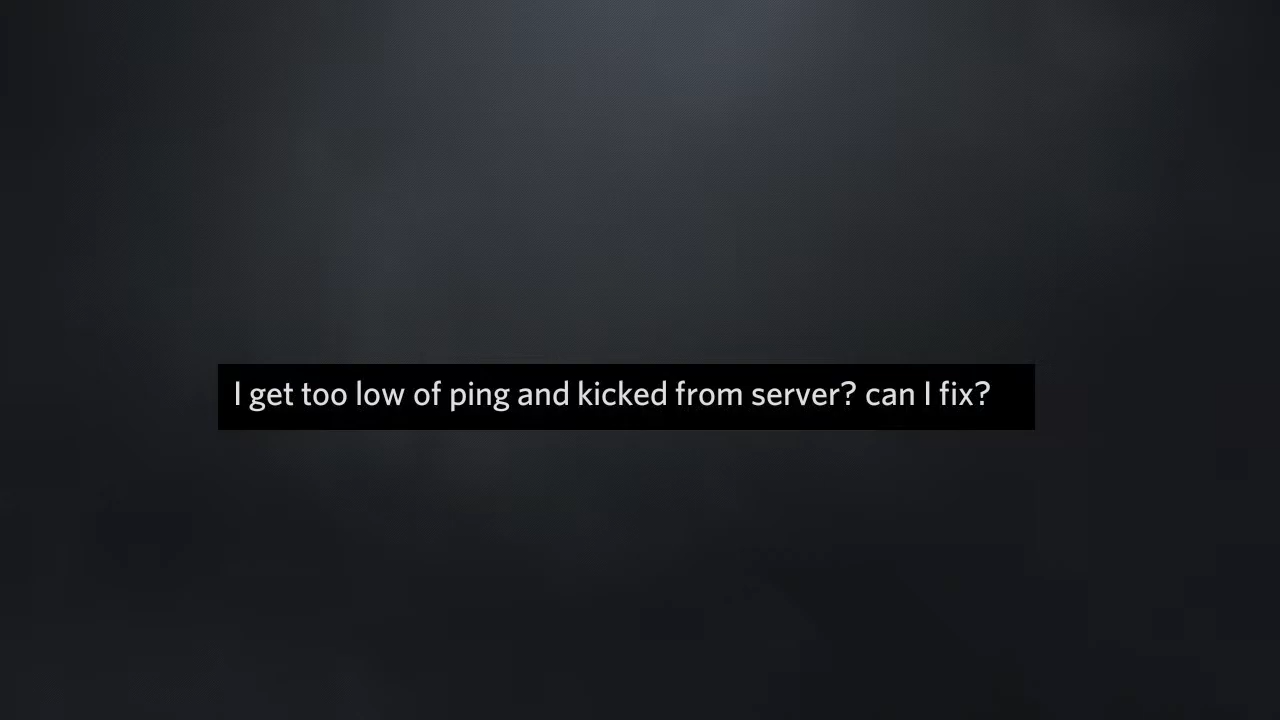 I get too low of ping and kicked from server? can I fix?